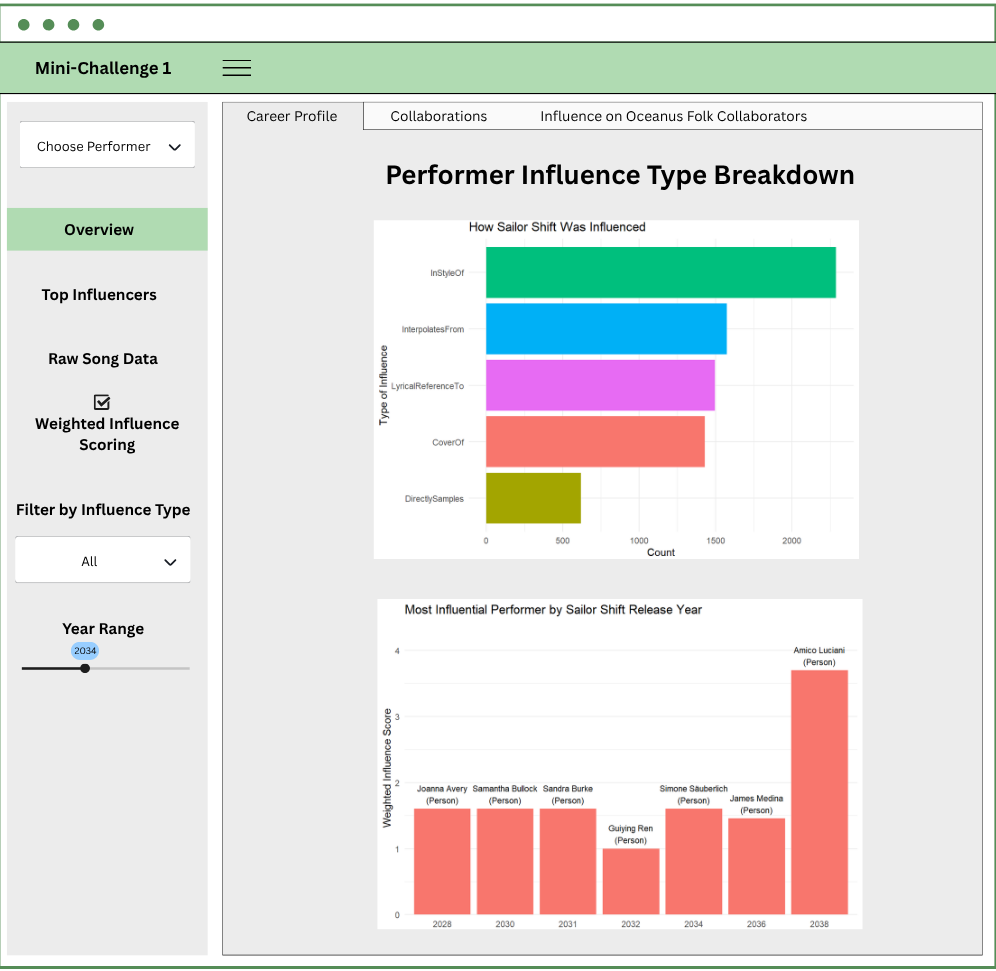 Mini-Challenge 1
Choose Performer
Overview
Top Influencers
Raw Song Data
Weighted Influence
Scoring
Filter by Influence Type
All
Year Range
2034
Career Profile
Collaborations
Influence on Oceanus Folk Collaborators
Performer Influence Type Breakdown
How Sailor Shift Was Influenced
Type of Influence
InStyleOf
InterpolatesFrom
LyricalReferenceTo
CoverOf
DirectlySamples
0 500 1000 1500 2000
Count
Most Influential Performer by Sailor Shift Release Year
Weighted Influence Score
4
3
2
1
0
Joanna Avery
(Person)
Samantha Bullock
(Person)
Sandra Burke
(Person)
Guiying Ren
(Person)
Simone Säuberlich
(Person)
James Medina
(Person)
Amico Luciani
(Person)
2028 2030 2031 2032 2034 2036 2038